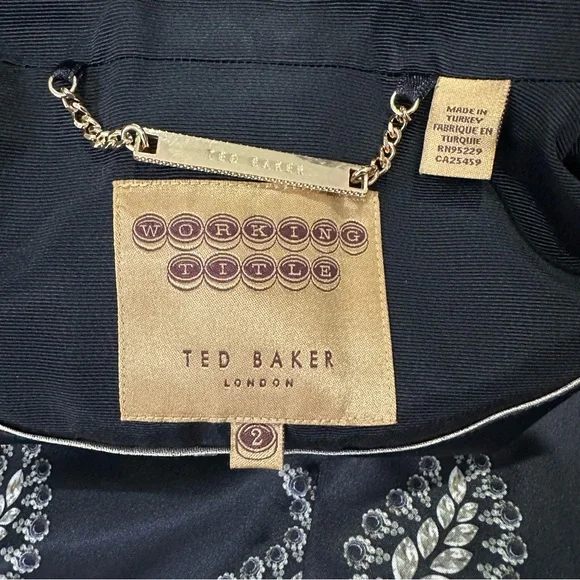 TED BAKER
MADE IN
TURKEY
FABRIQUE EN
TURQUIE
RN95229
CA25459
WORKING
TITLE
TED BAKER
LONDON
2